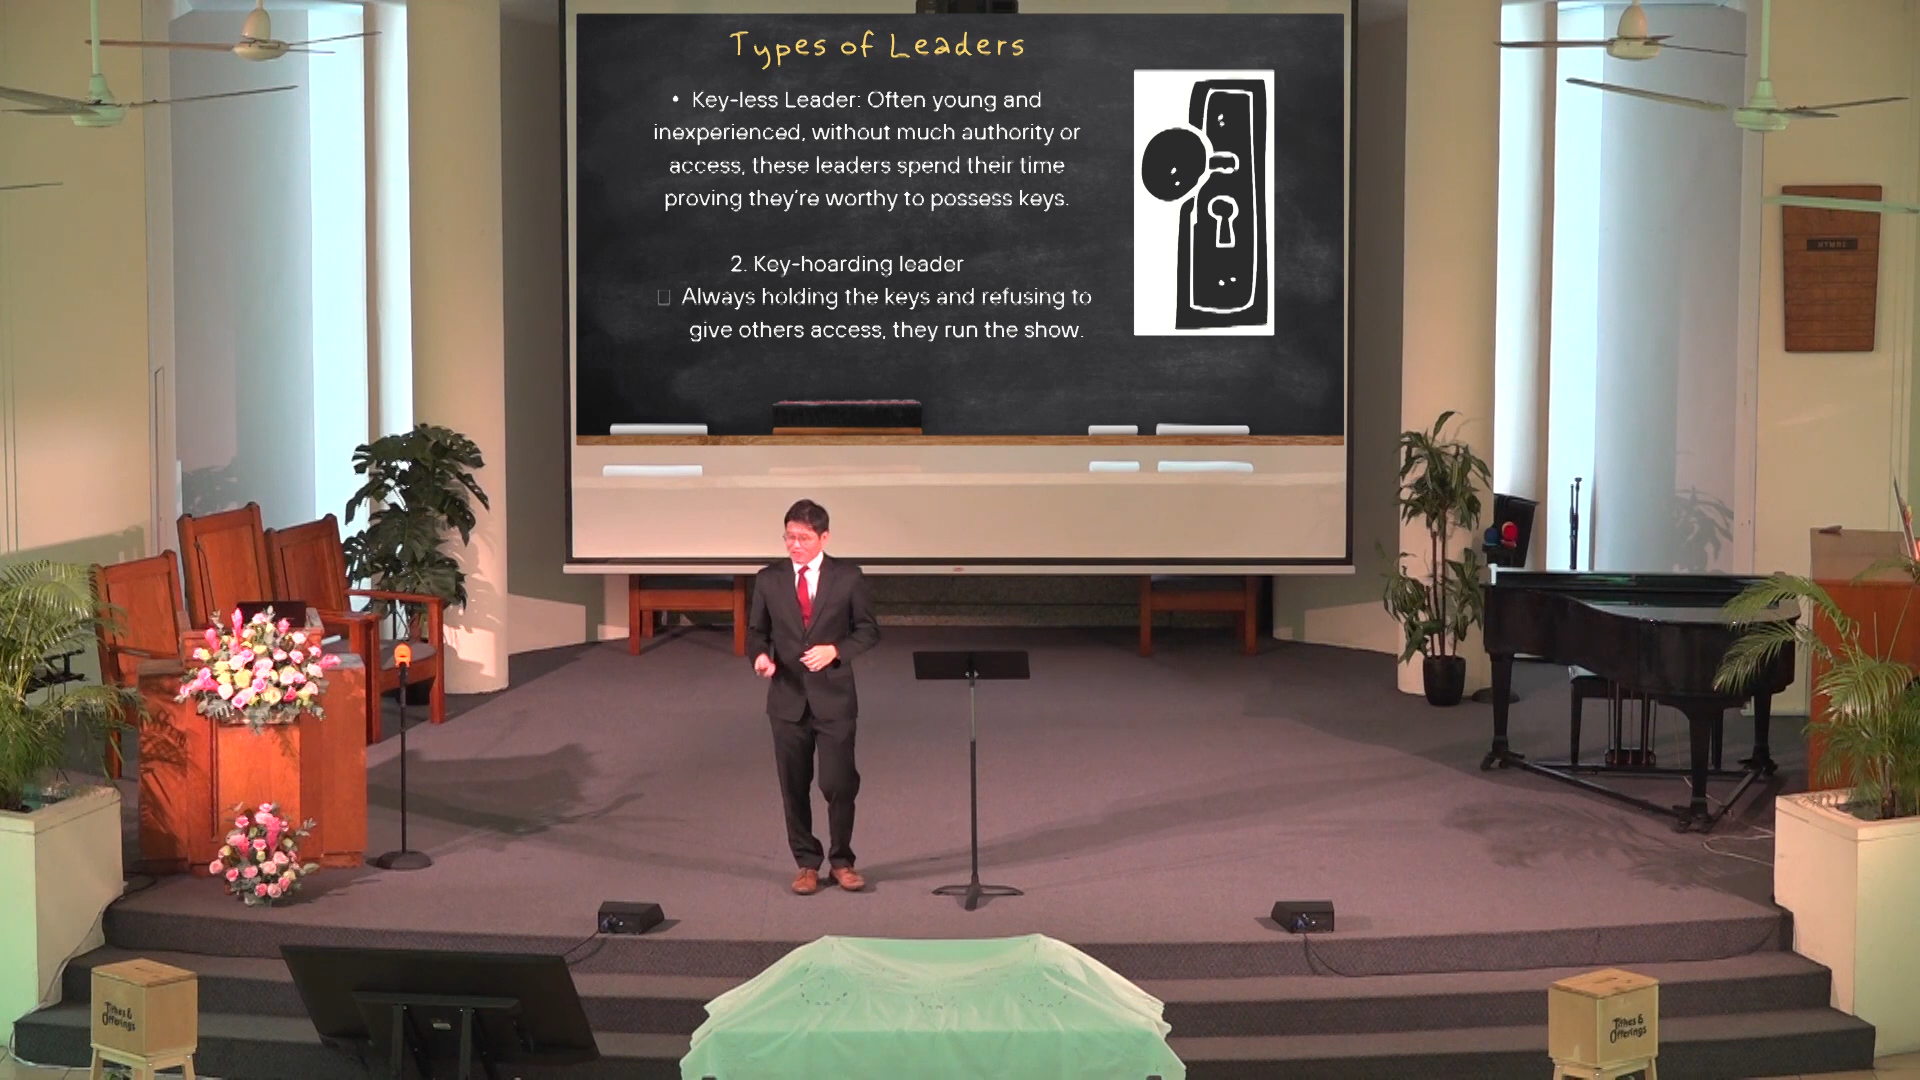 Types of Leaders
• Key-less Leader: Often young and
inexperienced, without much authority or
access, these leaders spend their time
proving they're worthy to possess keys.
2. Key-hoarding leader
Always holding the keys and refusing to
give others access, they run the show.
HYMNS
Tithes &
Offerings
Tithes &
Offerings